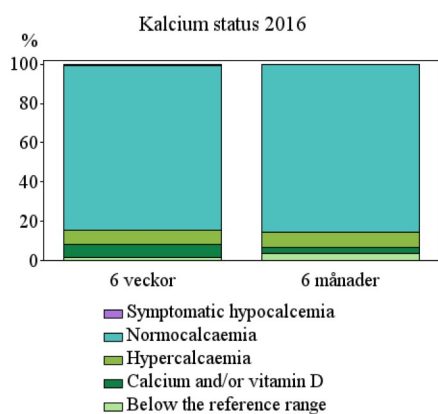 Kalcium status 2016
%
100
80
60
40
20
0
6 veckor 6 månader
Symptomatic hypocalcemia
Normocalcaemia
Hypercalcaemia
Calcium and/or vitamin D
Below the reference range